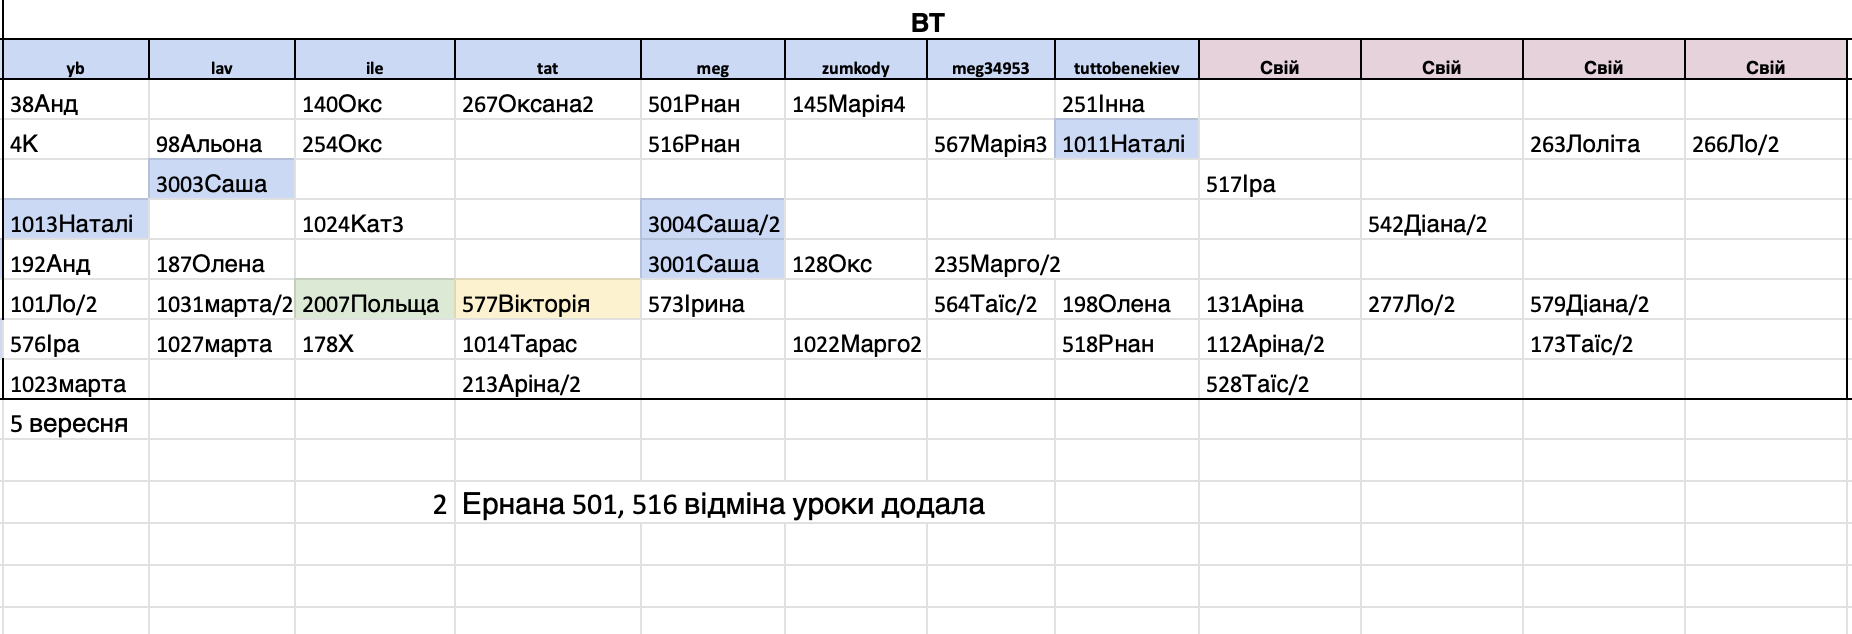 ВТ
yb lav ile tat meg zumkody meg34953 tuttobenekiev Свій Свій Свій Свій
38Анд 140Окс 267Оксана2 501Рнан 145Марія4 251Інна
4К 98Альона 254Окс 516Рнан 567Марія3 1011Наталі 263Лоліта 266Ло/2
3003Саша 517Іра
1013Наталі 1024Кат3 3004Саша/2 542Діана/2
192Анд 187Олена 3001Саша 128Окс 235Марго/2
101Ло/2 1031марта/2 2007Польща 577Вікторія 573Ірина 564Таїс/2 198Олена 131Аріна 277Ло/2 579Діана/2
576Іра 1027марта 178Х 1014Тарас 1022Марго2 518Рнан 112Аріна/2 173Таїс/2
1023марта 213Аріна/2 528Таїс/2
5 вересня
2 Ернана 501, 516 відміна уроки додала